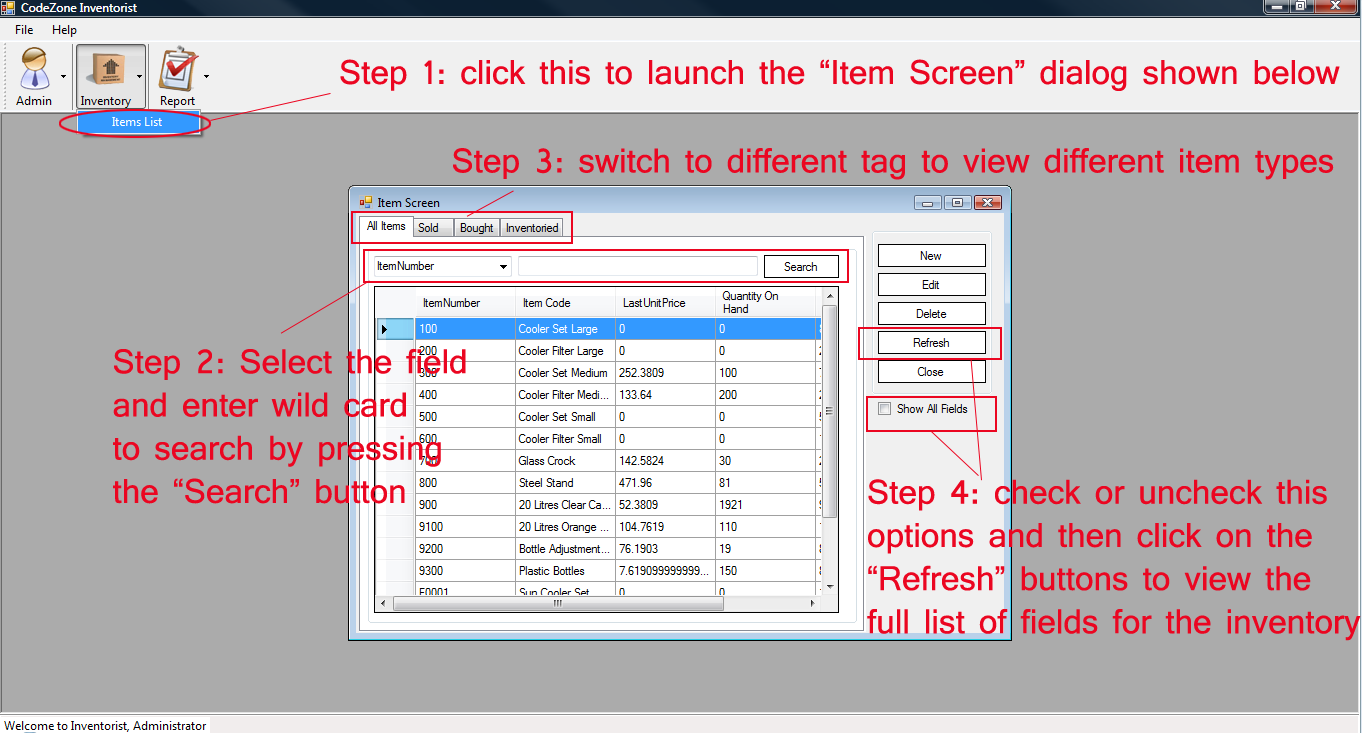 CodeZone Inventorist
File Help
Admin Inventory Report
Step 1: click this to launch the “Item Screen” dialog shown below
Items List
Step 3: switch to different tag to view different item types
Item Screen
All Items Sold Bought Inventoried
ItemNumber Search
New
Edit
Delete
Refresh
Close
Show All Fields
ItemNumber Item Code LastUnitPrice Quantity On
Hand
100 Cooler Set Large 0 0
200 Cooler Filter Large 0 0
300 Cooler Set Medium 252.3809 100
400 Cooler Filter Medi... 133.64 200
500 Cooler Set Small 0 0
600 Cooler Filter Small 0 0
700 Glass Crock 142.5824 30
800 Steel Stand 471.96 81
900 20 Litres Clear Ca... 52.3809 1921
9100 20 Litres Orange ... 104.7619 110
9200 Bottle Adjustment... 76.1903 19
9300 Plastic Bottles 7.619099999999... 150
E0001 Sun Cooler Set 0 0
Step 2: Select the field
and enter wild card
to search by pressing
the “Search” button
Step 4: check or uncheck this
options and then click on the
“Refresh” buttons to view the
full list of fields for the inventory
Welcome to Inventorist, Administrator